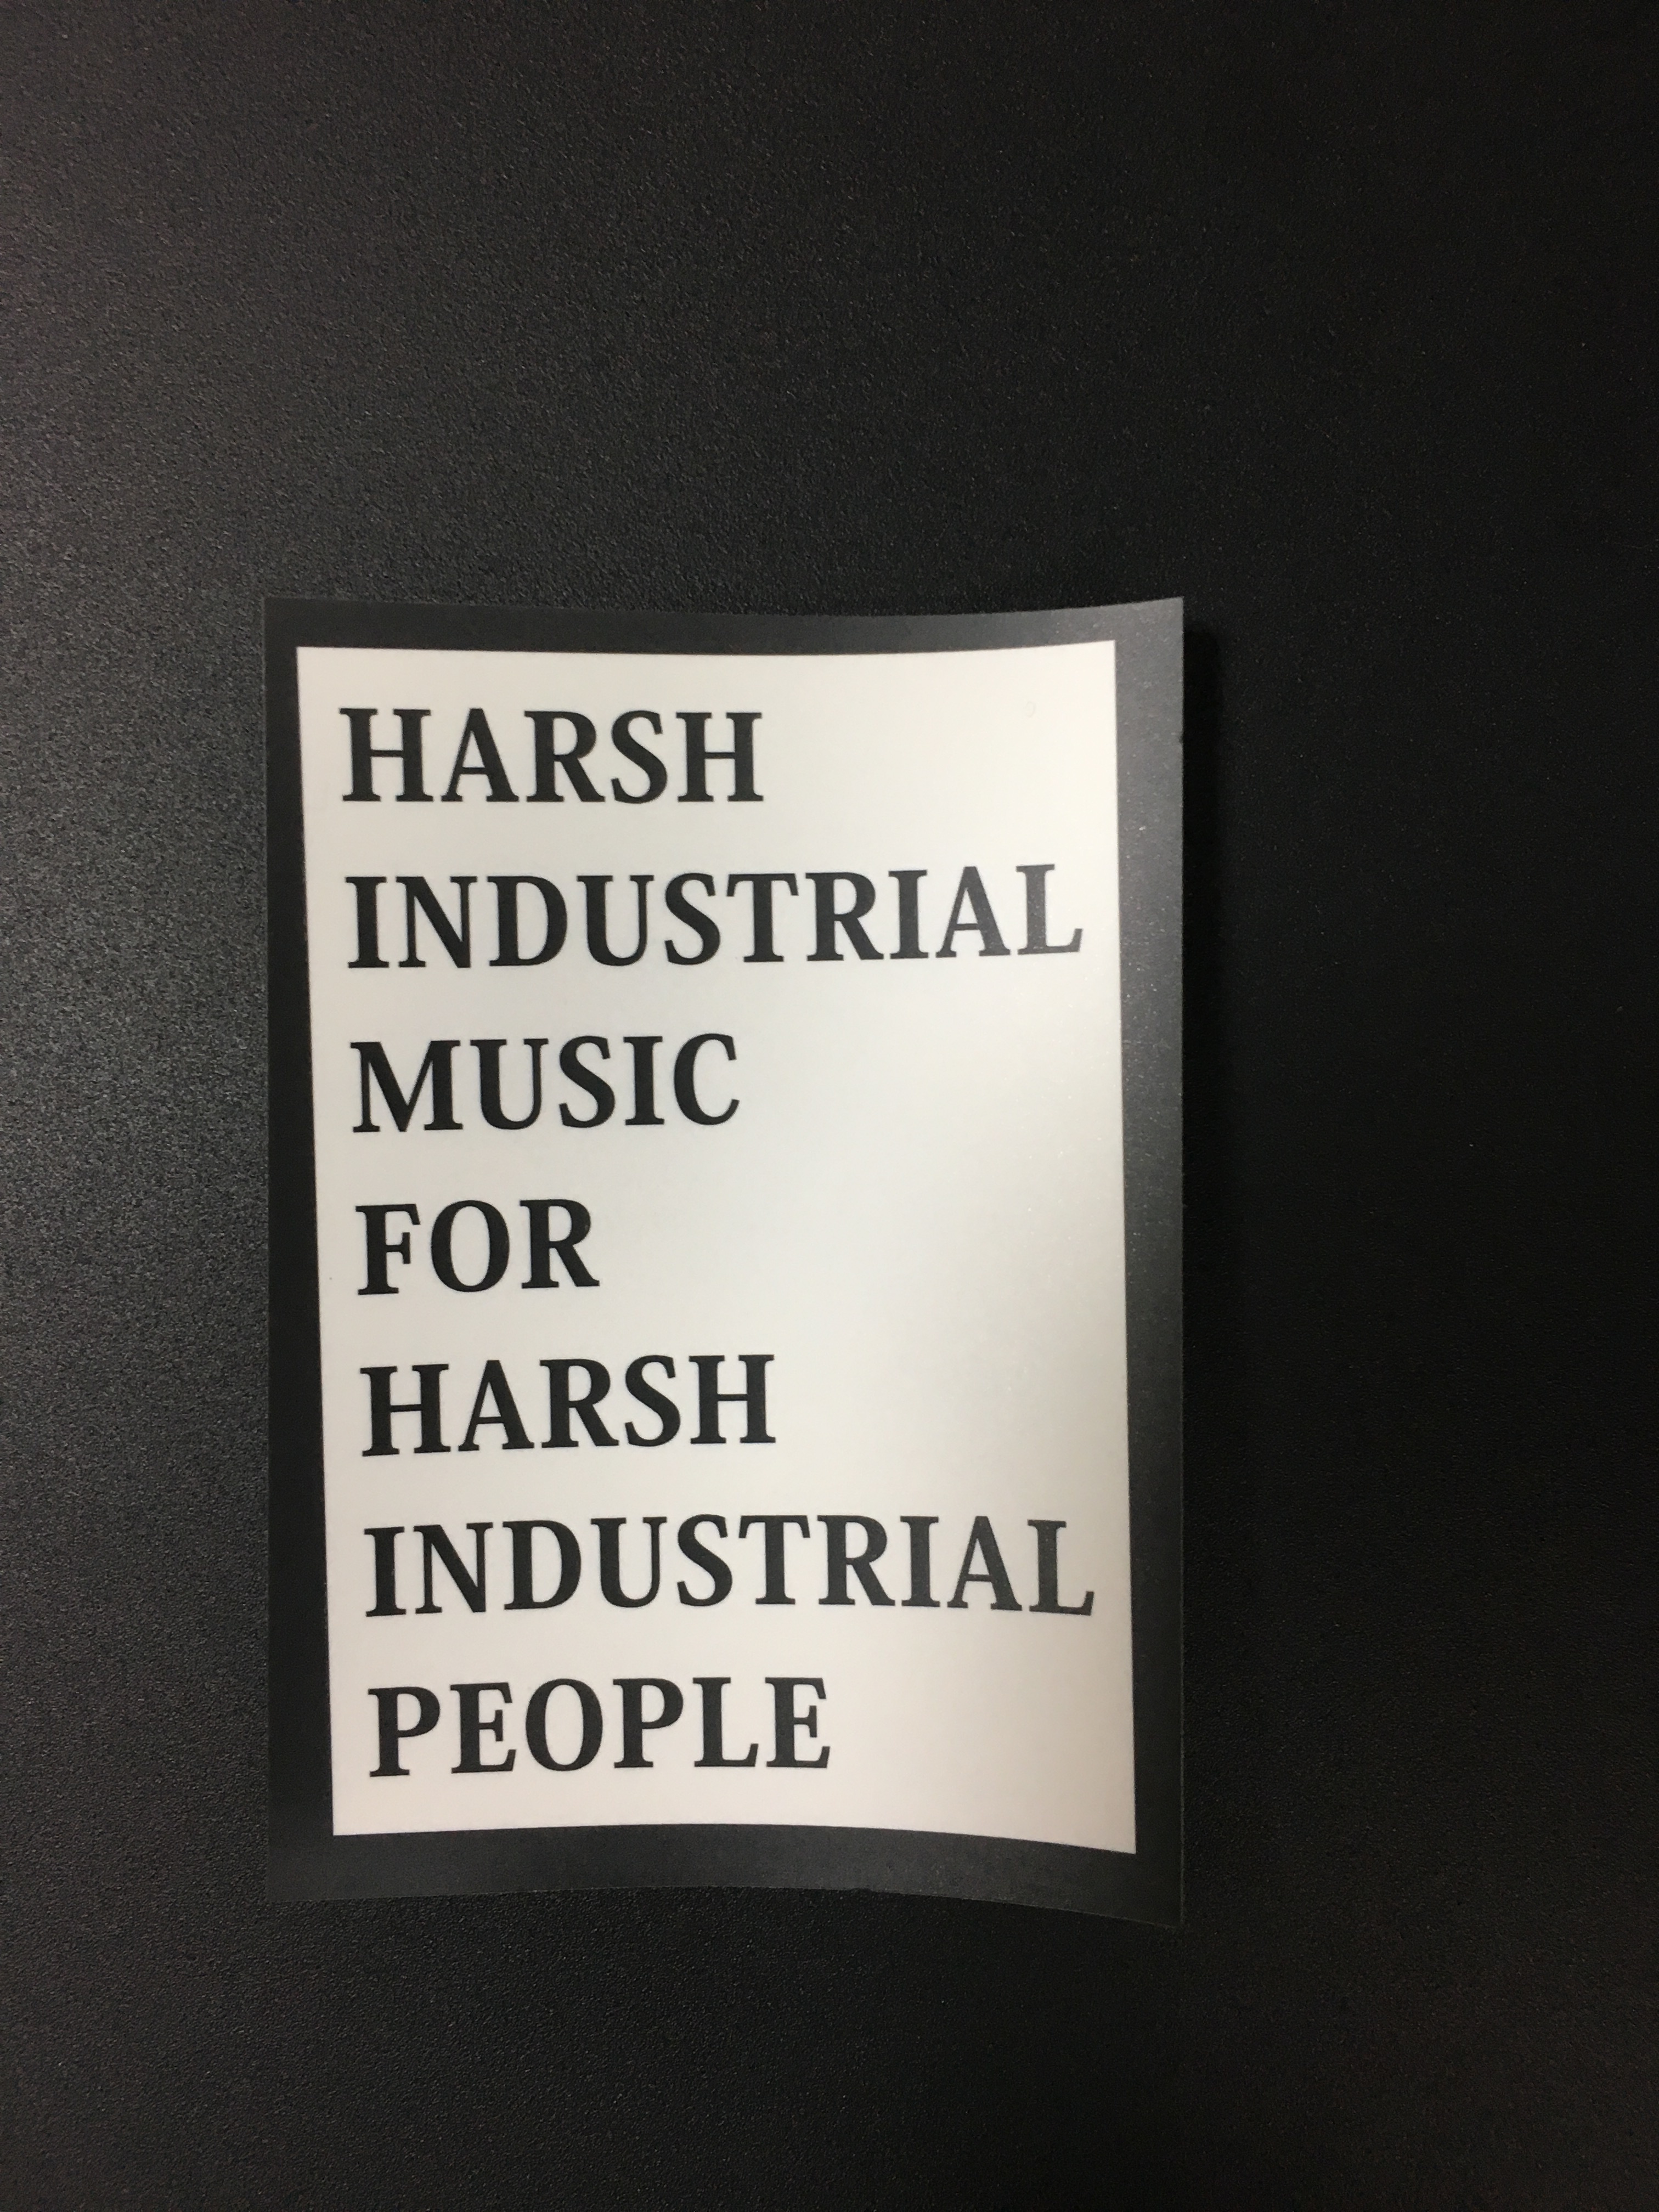 HARSH
INDUSTRIAL
MUSIC
FOR
HARSH
INDUSTRIAL
PEOPLE